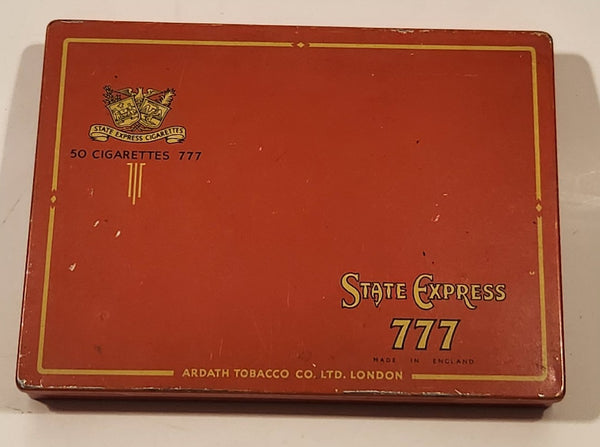 STATE EXPRESS CIGARETTES
50 CIGARETTES 777
STATE EXPRESS
777
MADE IN ENGLAND
ARDATH TOBACCO CO. LTD. LONDON